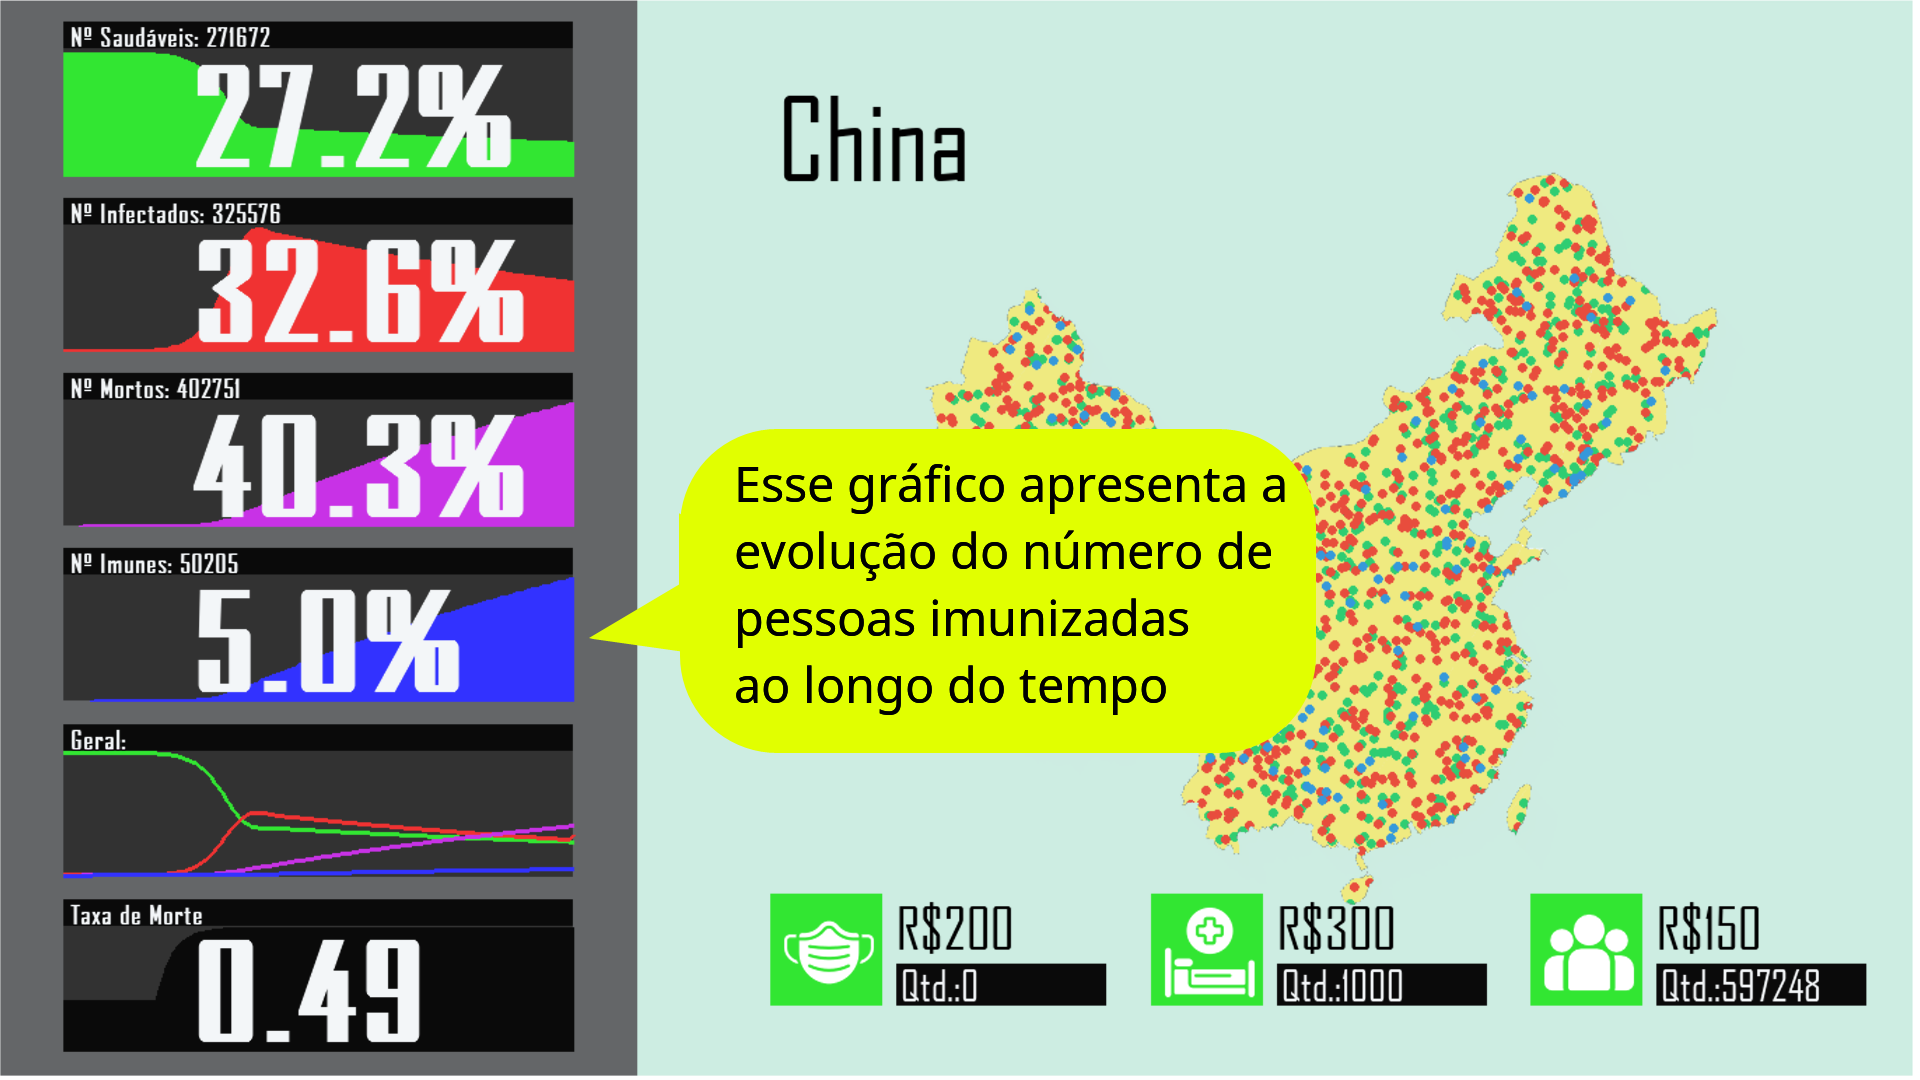 Nº Saudáveis: 271672
27.2%
Nº Infectados: 325576
32.6%
Nº Mortos: 402751
40.3%
Nº Imunes: 50205
5.0%
Geral:
Taxa de Morte
0.49
China
Esse gráfico apresenta a
evolução do número de
pessoas imunizadas
ao longo do tempo
R$200
Qtd.:0
R$300
Qtd.:1000
R$150
Qtd.:597248